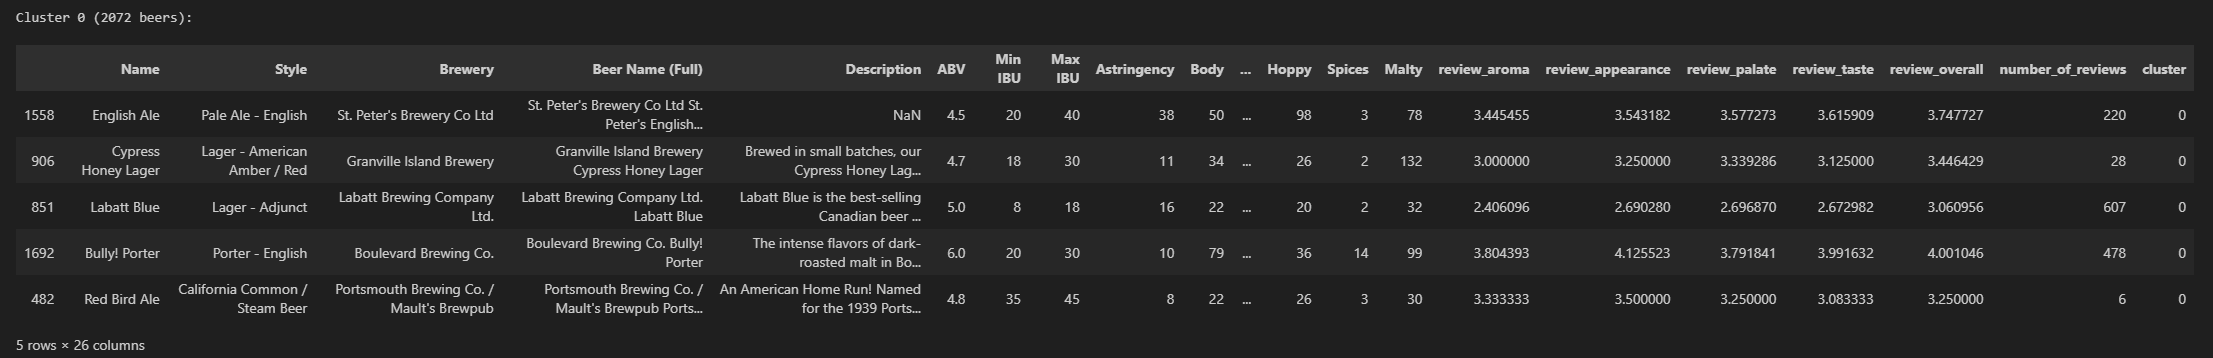 Cluster 0 (2072 beers):
Name Style Brewery Beer Name (Full) Description ABV Min IBU Max IBU Astringency Body ... Hoppy Spices Malty review_aroma review_appearance review_palate review_taste review_overall number_of_reviews cluster
1558 English Ale Pale Ale - English St. Peter's Brewery Co Ltd St. Peter's Brewery Co Ltd St. Peter's English... NaN 4.5 20 40 38 50 ... 98 3 78 3.445455 3.543182 3.577273 3.615909 3.747727 220 0
906 Cypress Honey Lager Lager - American Amber / Red Granville Island Brewery Granville Island Brewery Cypress Honey Lager Brewed in small batches, our Cypress Honey Lag... 4.7 18 30 11 34 ... 26 2 132 3.000000 3.250000 3.339286 3.125000 3.446429 28 0
851 Labatt Blue Lager - Adjunct Labatt Brewing Company Ltd. Labatt Brewing Company Ltd. Labatt Blue Labatt Blue is the best-selling Canadian beer ... 5.0 8 18 16 22 ... 20 2 32 2.406096 2.690280 2.696870 2.672982 3.060956 607 0
1692 Bully! Porter Porter - English Boulevard Brewing Co. Boulevard Brewing Co. Bully! Porter The intense flavors of dark-roasted malt in Bo... 6.0 20 30 10 79 ... 36 14 99 3.804393 4.125523 3.791841 3.991632 4.001046 478 0
482 Red Bird Ale California Common / Steam Beer Portsmouth Brewing Co. / Mault's Brewpub Portsmouth Brewing Co. / Mault's Brewpub Ports... An American Home Run! Named for the 1939 Ports... 4.8 35 45 8 22 ... 26 3 30 3.333333 3.500000 3.250000 3.083333 3.250000 6 0
5 rows × 26 columns